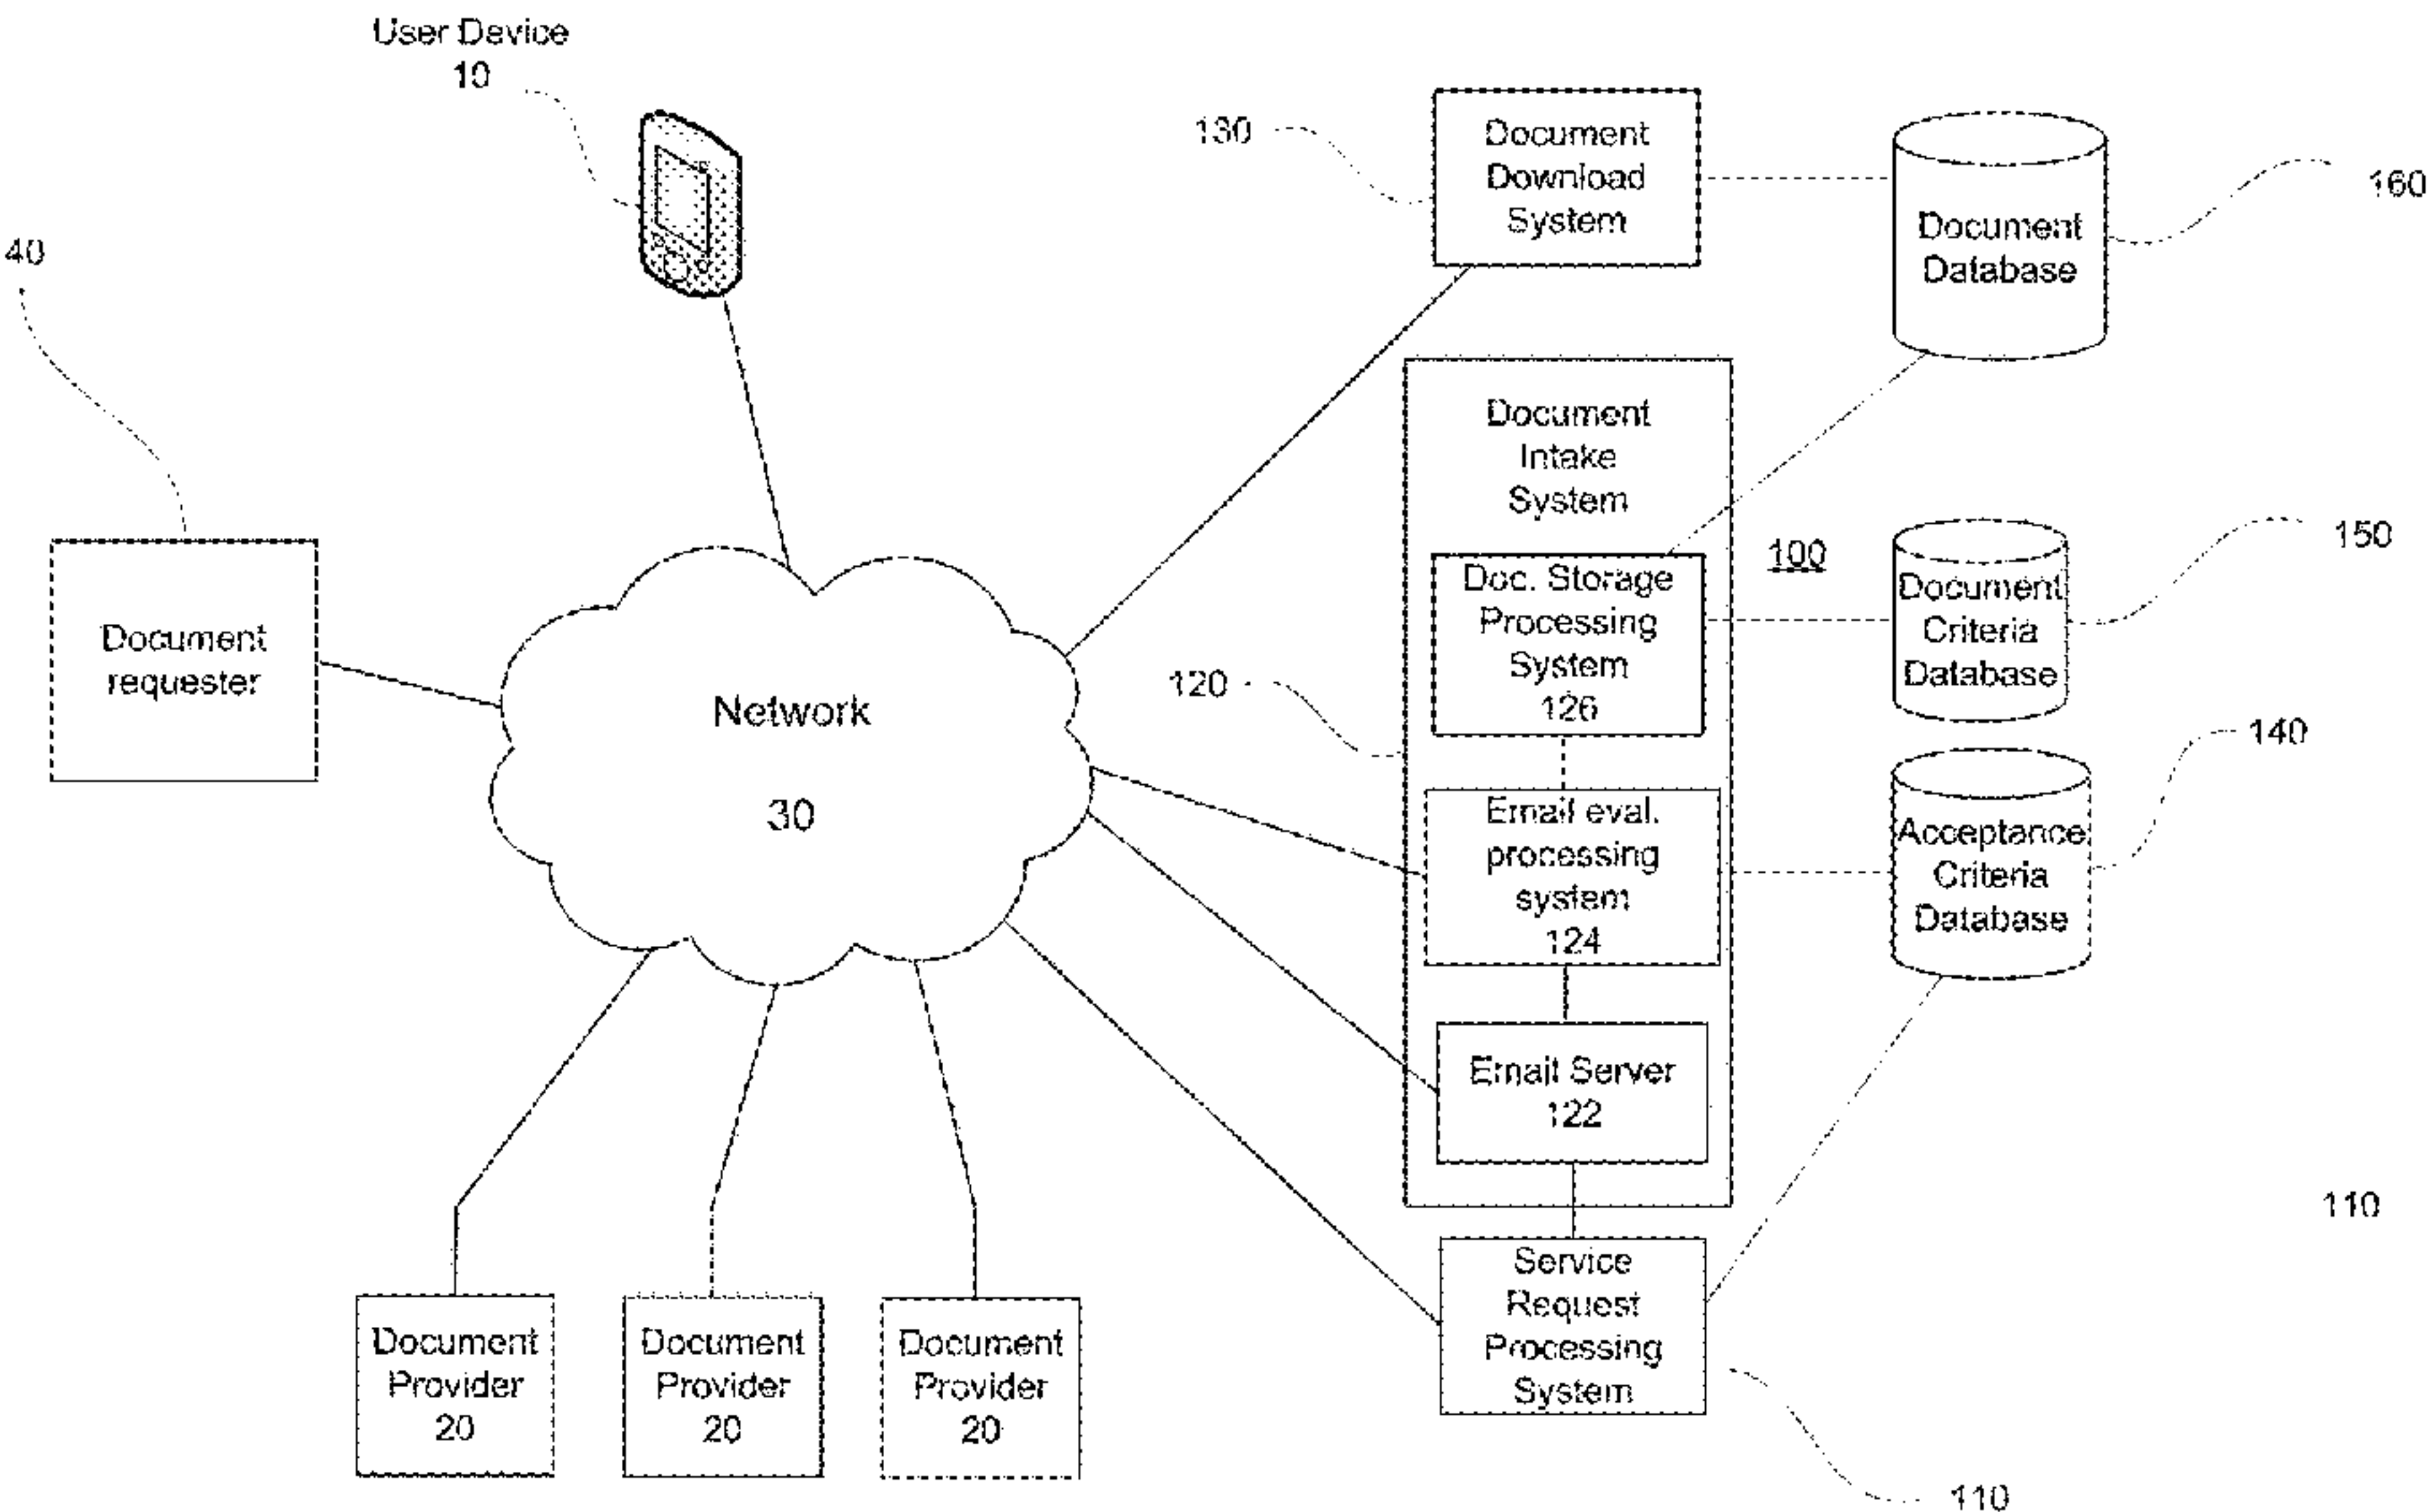 User Device
10
40
130
Document
Download
System
Document
Database
160
Document
Intake
System
100
Doc. Storage
Processing
System
126
Document
Criteria
Database
150
120
Document
requester
Network
30
Email eval.
processing
system
124
Acceptance
Criteria
Database
140
Email Server
122
110
Service
Request
Processing
System
110
Document
Provider
20
Document
Provider
20
Document
Provider
20